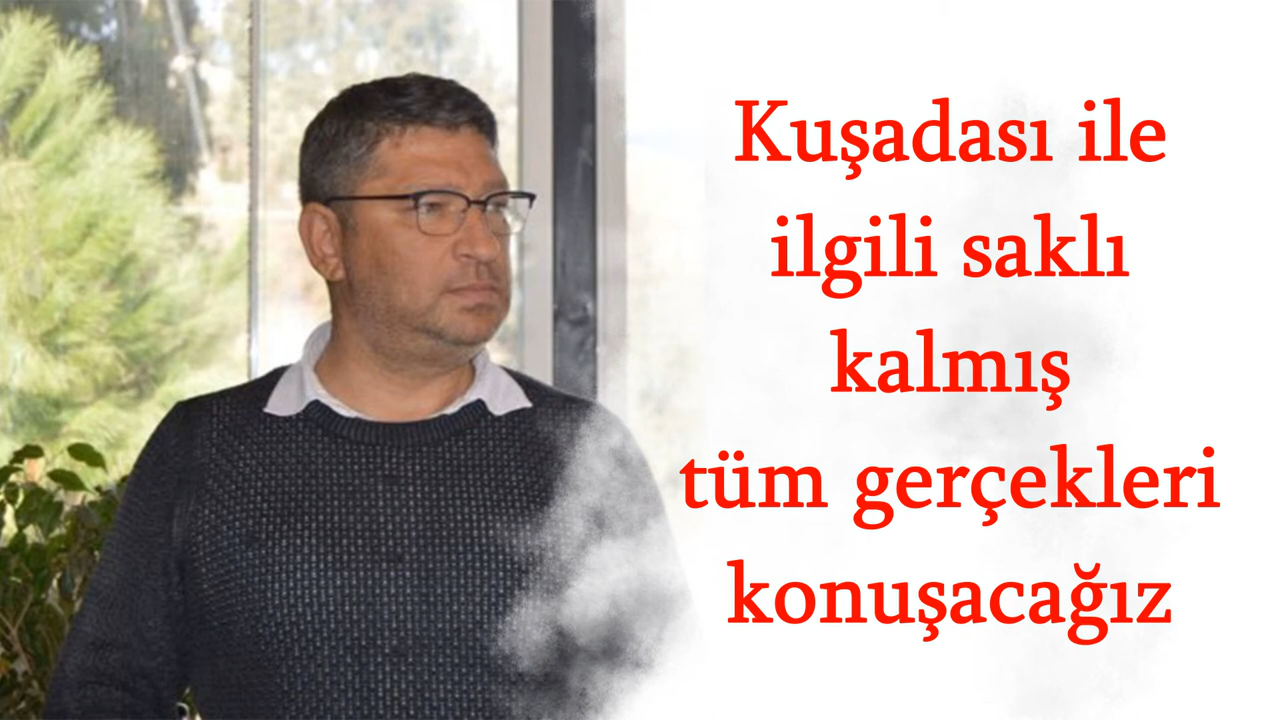 Kuşadası ile
ilgili saklı
kalmış
tüm gerçekleri
konuşacağız